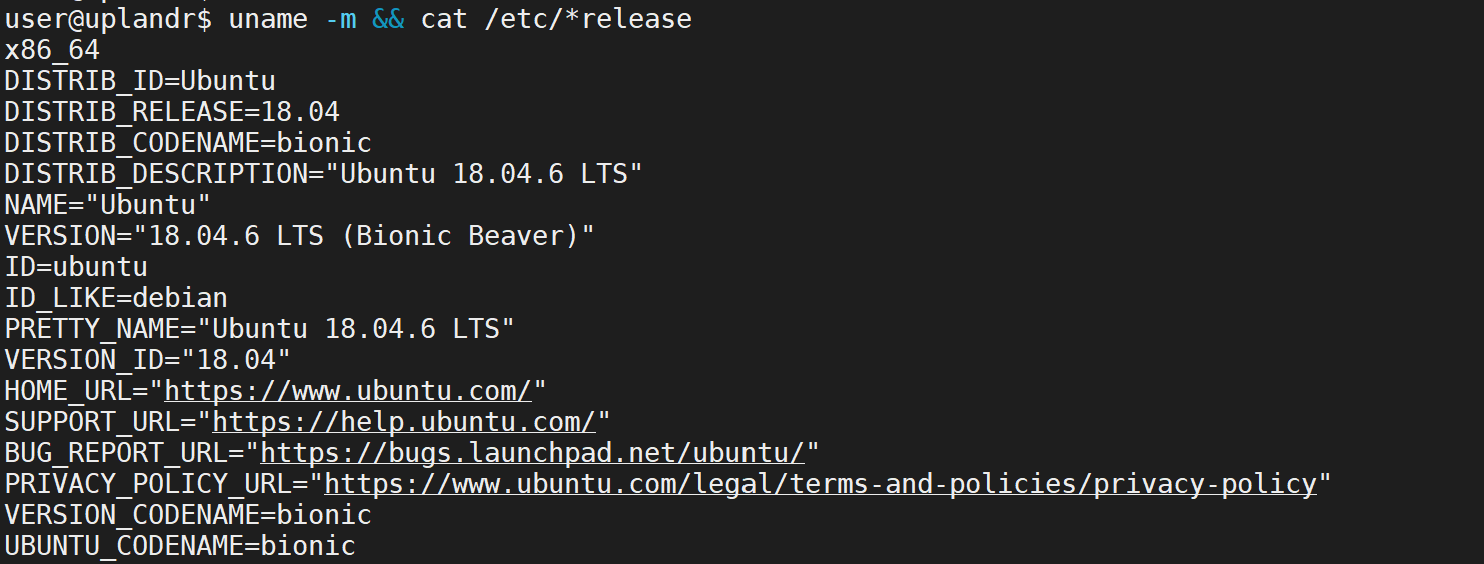 user@uplandr$ uname -m && cat /etc/*release
x86_64
DISTRIB_ID=Ubuntu
DISTRIB_RELEASE=18.04
DISTRIB_CODENAME=bionic
DISTRIB_DESCRIPTION="Ubuntu 18.04.6 LTS"
NAME="Ubuntu"
VERSION="18.04.6 LTS (Bionic Beaver)"
ID=ubuntu
ID_LIKE=debian
PRETTY_NAME="Ubuntu 18.04.6 LTS"
VERSION_ID="18.04"
HOME_URL="https://www.ubuntu.com/"
SUPPORT_URL="https://help.ubuntu.com/"
BUG_REPORT_URL="https://bugs.launchpad.net/ubuntu/"
PRIVACY_POLICY_URL="https://www.ubuntu.com/legal/terms-and-policies/privacy-policy"
VERSION_CODENAME=bionic
UBUNTU_CODENAME=bionic